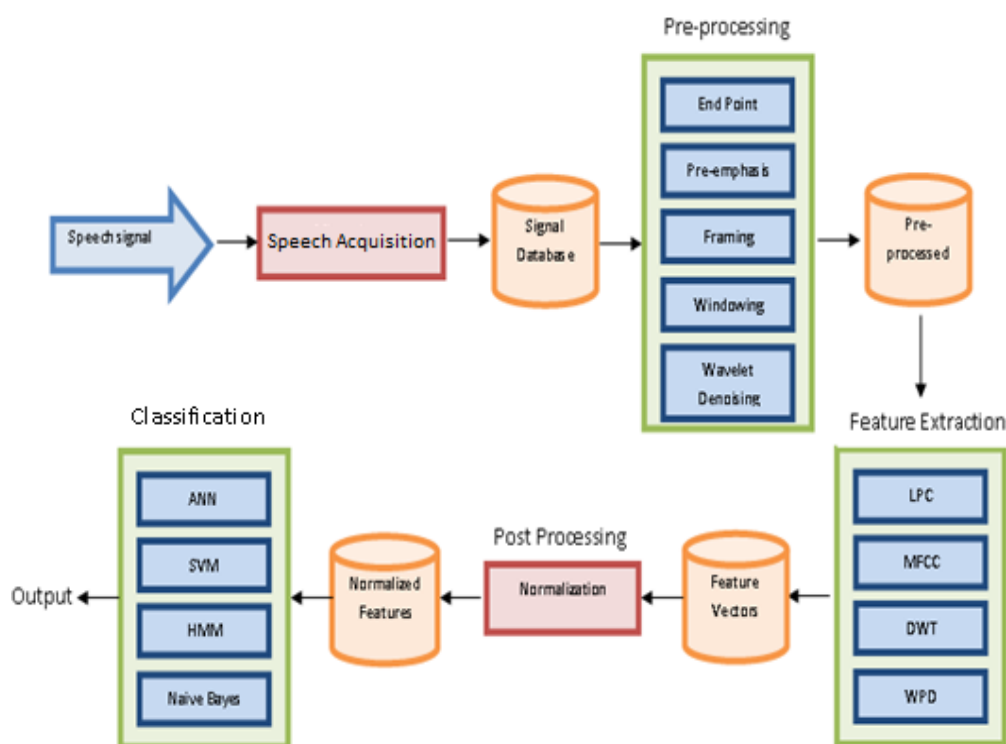 Pre-processing
End Point
Pre-emphasis
Framing
Windowing
Wavelet
Denoising
Speech signal
Speech Acquisition
Signal
Database
Pre-
processed
Feature Extraction
LPC
MFCC
DWT
WPD
Feature
Vectors
Post Processing
Normalization
Normalized
Features
Classification
ANN
SVM
HMM
Naive Bayes
Output